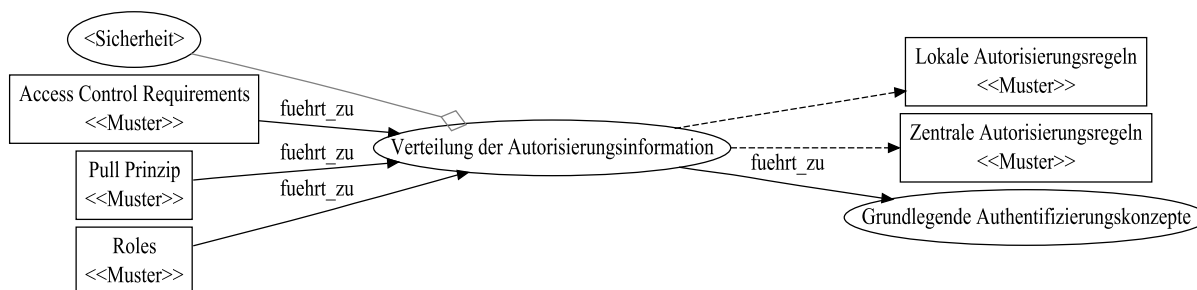 <Sicherheit>
Access Control Requirements
<<Muster>>
Pull Prinzip
<<Muster>>
Roles
<<Muster>>
fuehrt_zu
fuehrt_zu
fuehrt_zu
Verteilung der Autorisierungsinformation
fuehrt_zu
Lokale Autorisierungsregeln
<<Muster>>
Zentrale Autorisierungsregeln
<<Muster>>
Grundlegende Authentifizierungskonzepte